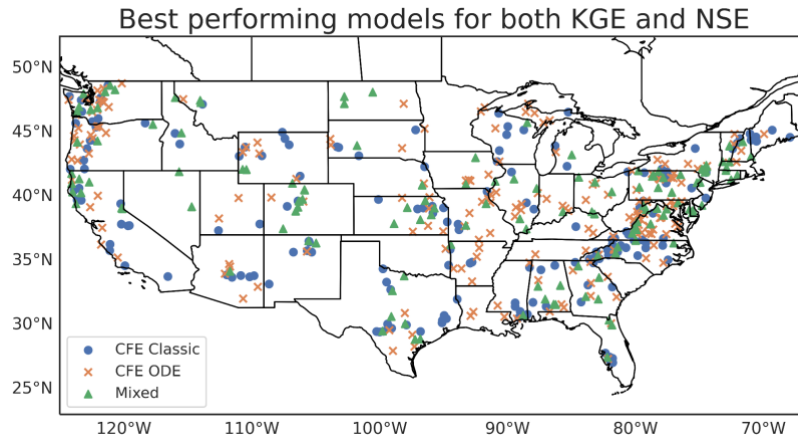 Best performing models for both KGE and NSE
50°N
45°N
40°N
35°N
30°N
25°N
CFE Classic
CFE ODE
Mixed
120°W 110°W 100°W 90°W 80°W 70°W